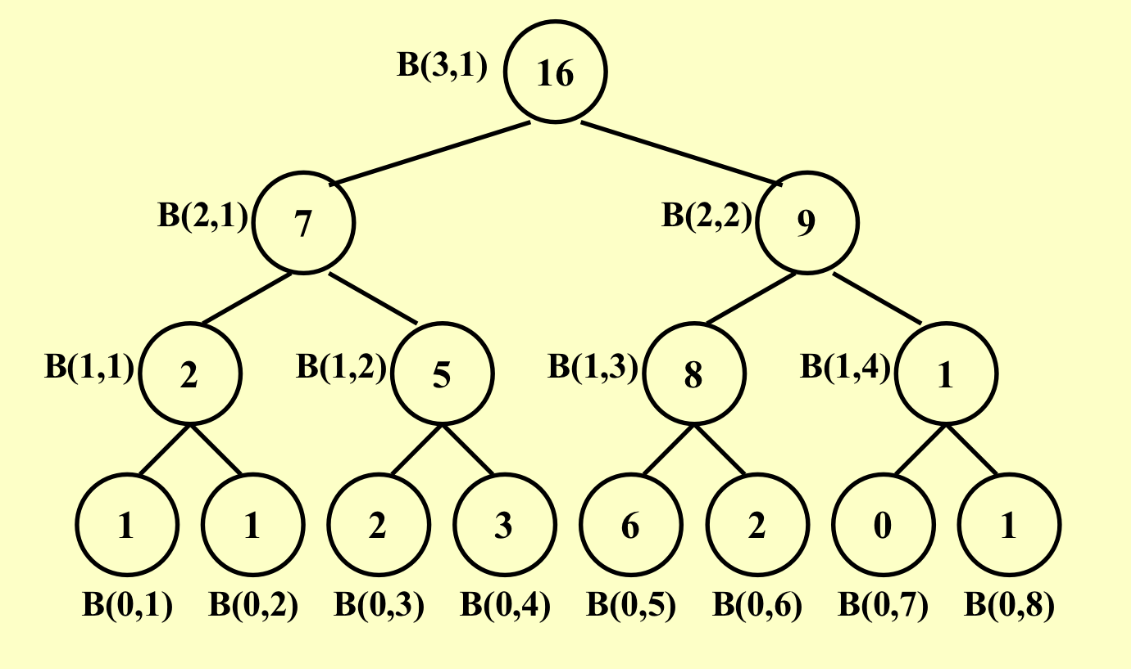 B(3,1) 16
B(2,1) 7 B(2,2) 9
B(1,1) 2 B(1,2) 5 B(1,3) 8 B(1,4) 1
1 1 2 3 6 2 0 1
B(0,1) B(0,2) B(0,3) B(0,4) B(0,5) B(0,6) B(0,7) B(0,8)